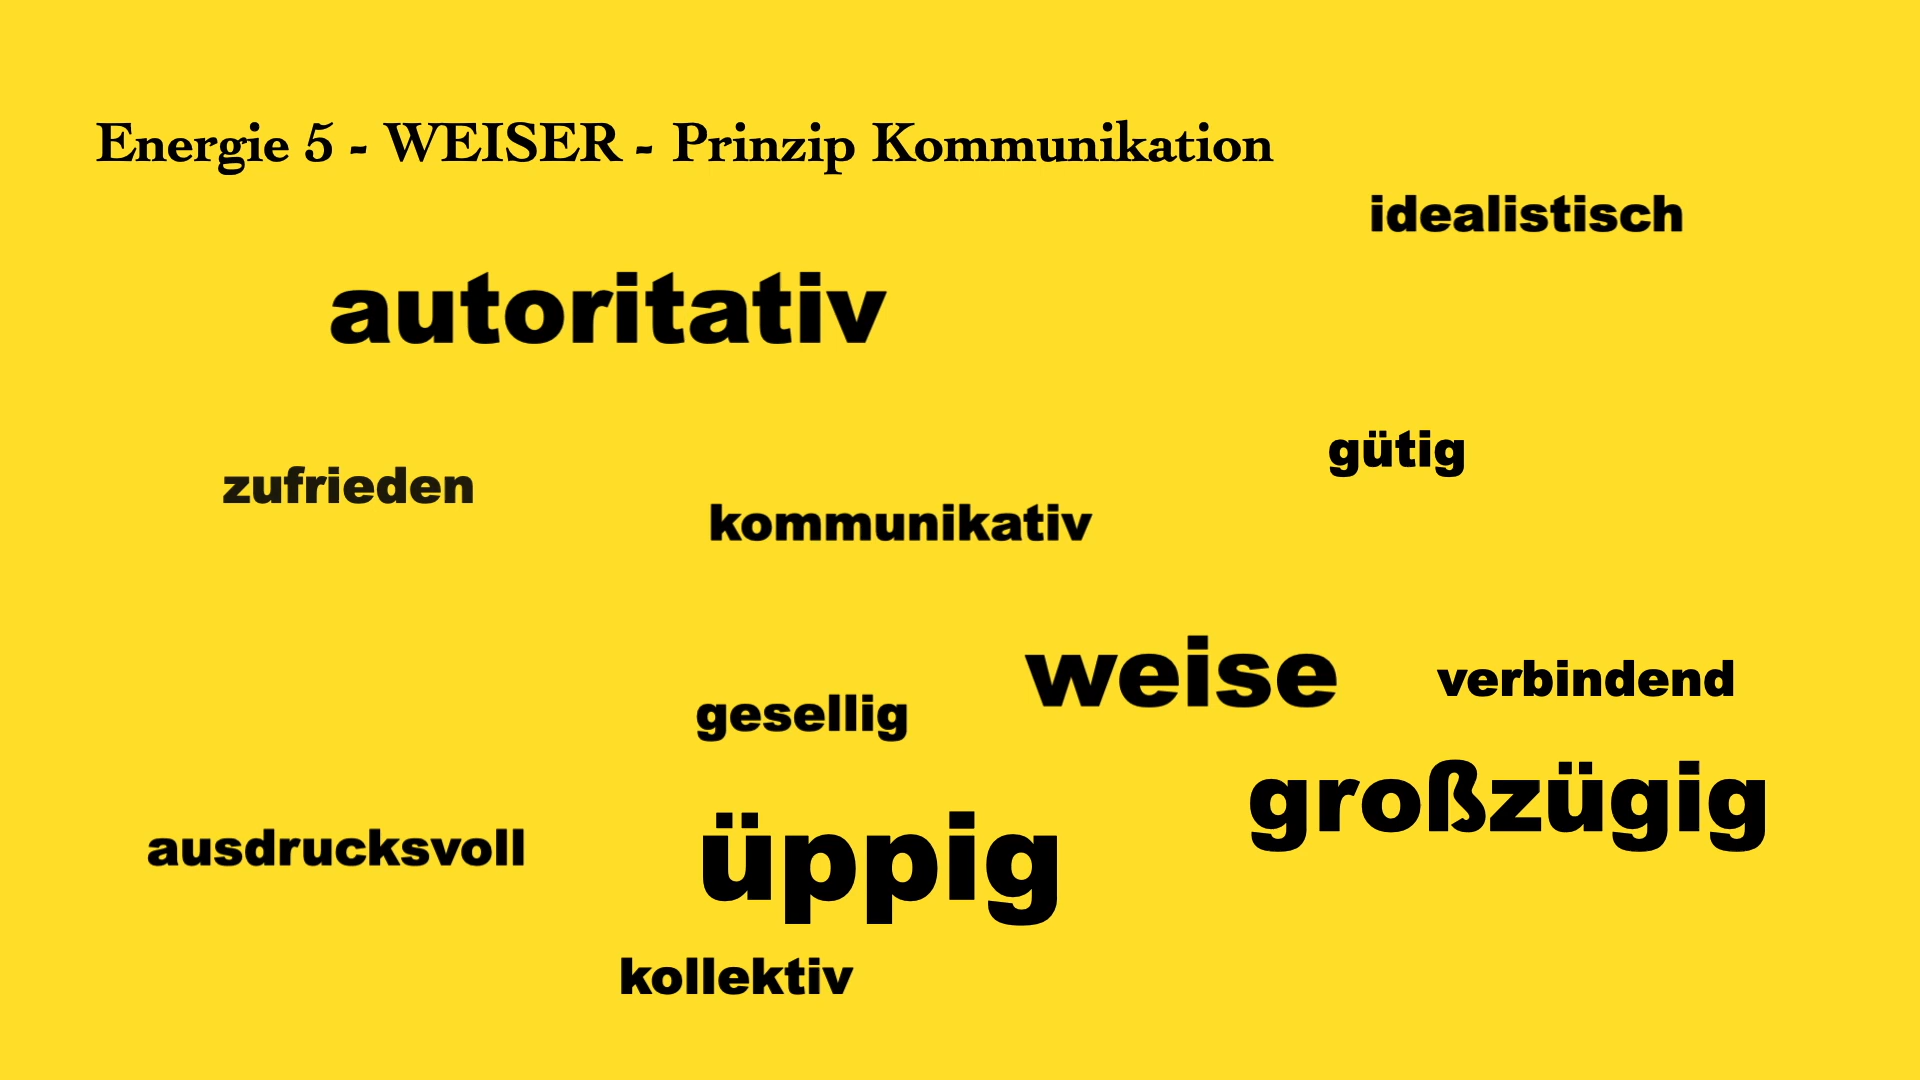 Energie 5 - WEISER - Prinzip Kommunikation
idealistisch
autoritativ
gütig
zufrieden
kommunikativ
weise
verbindend
gesellig
großzügig
ausdrucksvoll
üppig
kollektiv